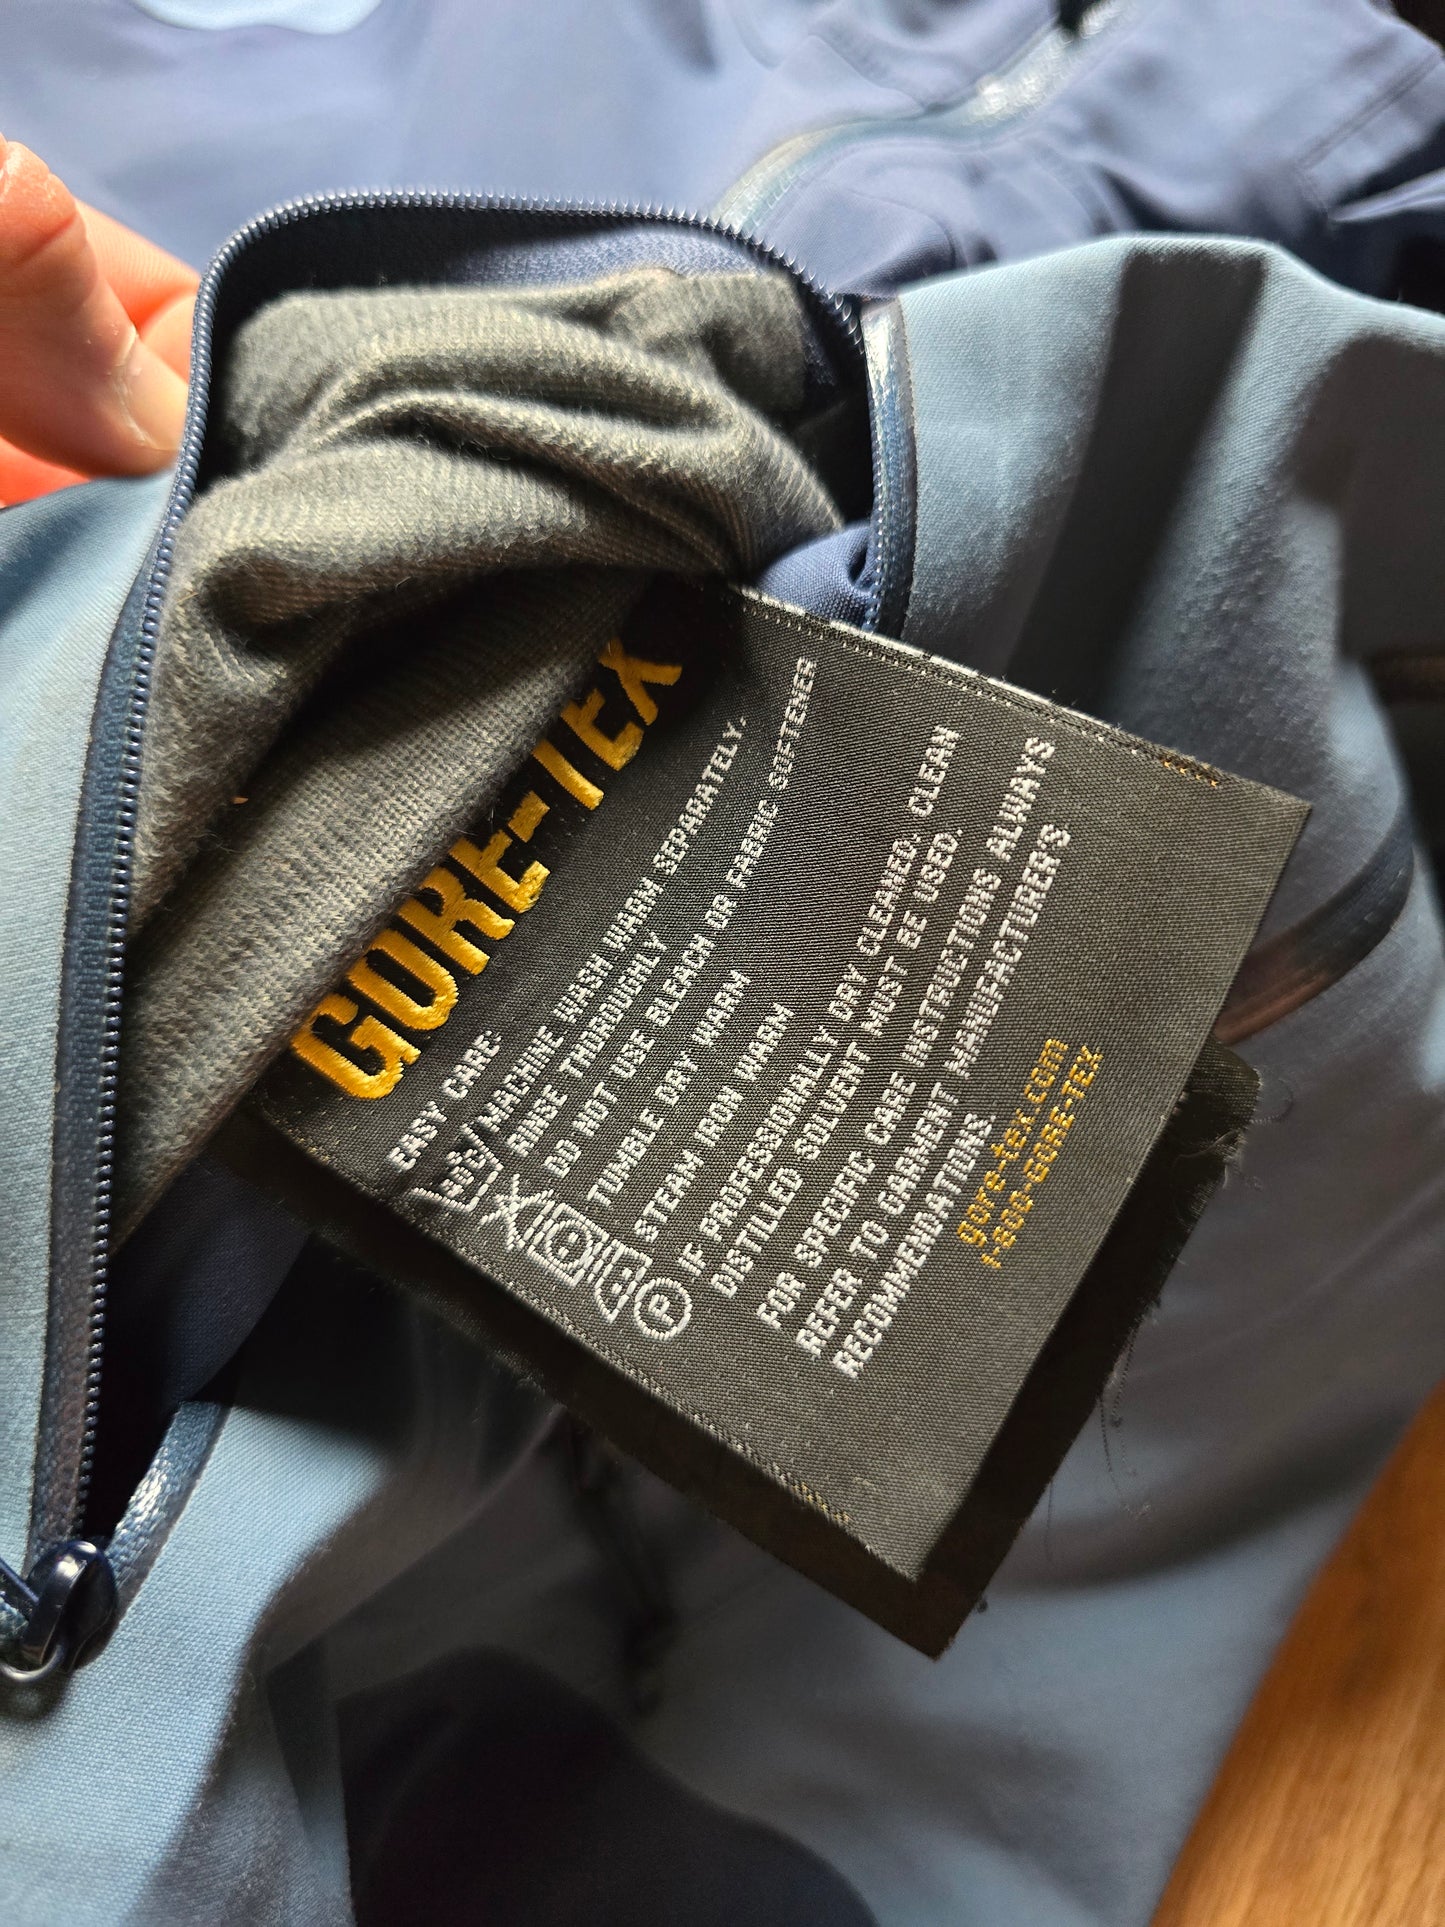 GORE-TEX
EASY CARE:
MACHINE WASH WARM SEPARATELY.
RINSE THOROUGHLY
DO NOT USE BLEACH OR FABRIC SOFTENER
TUMBLE DRY WARM
STEAM IRON WARM
P
IF PROFESSIONALLY DRY CLEANED, CLEAN
DISTILLED SOLVENT MUST BE USED.
FOR SPECIFIC CARE INSTRUCTIONS ALWAYS
REFER TO GARMENT MANUFACTURER'S
RECOMMENDATIONS.
gore-tex.com
1-800-GORE-TEX